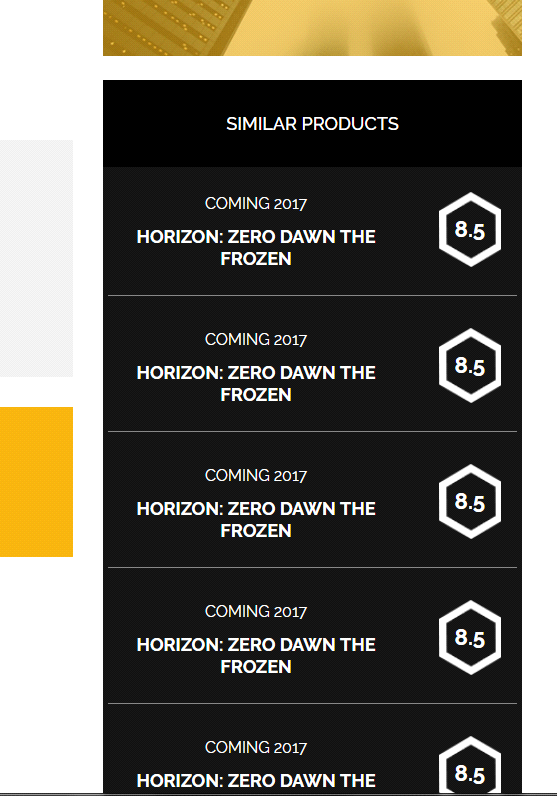 SIMILAR PRODUCTS
COMING 2017
HORIZON: ZERO DAWN THE
FROZEN
8.5
COMING 2017
HORIZON: ZERO DAWN THE
FROZEN
8.5
COMING 2017
HORIZON: ZERO DAWN THE
FROZEN
8.5
COMING 2017
HORIZON: ZERO DAWN THE
FROZEN
8.5
COMING 2017
HORIZON: ZERO DAWN THE
8.5